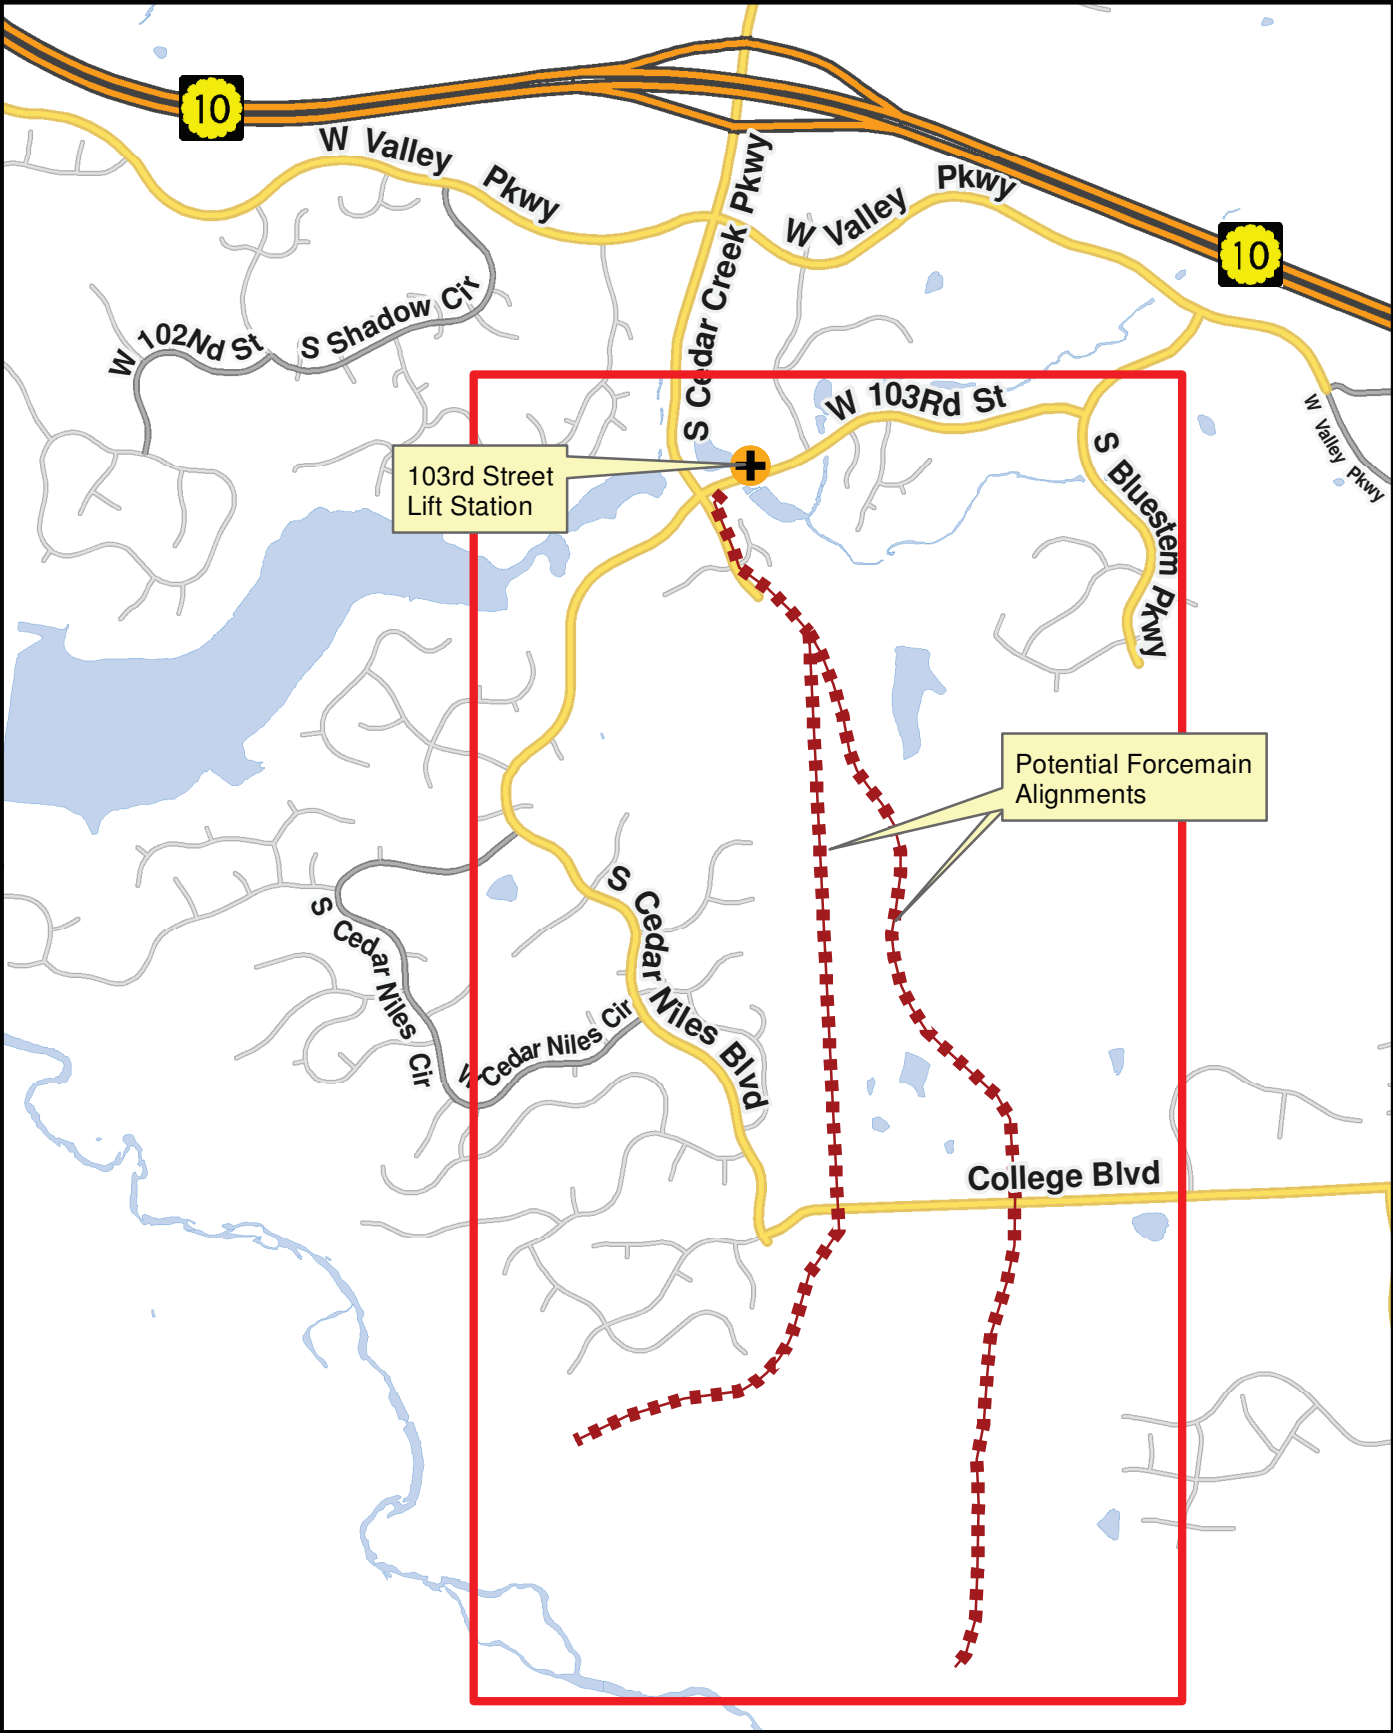 10
W Valley Pkwy
S Cedar Creek Pkwy
W Valley Pkwy
10
W 102Nd St
S Shadow Cir
W 103Rd St
W Valley Pkwy
S Bluestem Pkwy
103rd Street
Lift Station
Potential Forcemain
Alignments
S Cedar Niles Blvd
S Cedar Niles Cir
W Cedar Niles Cir
College Blvd